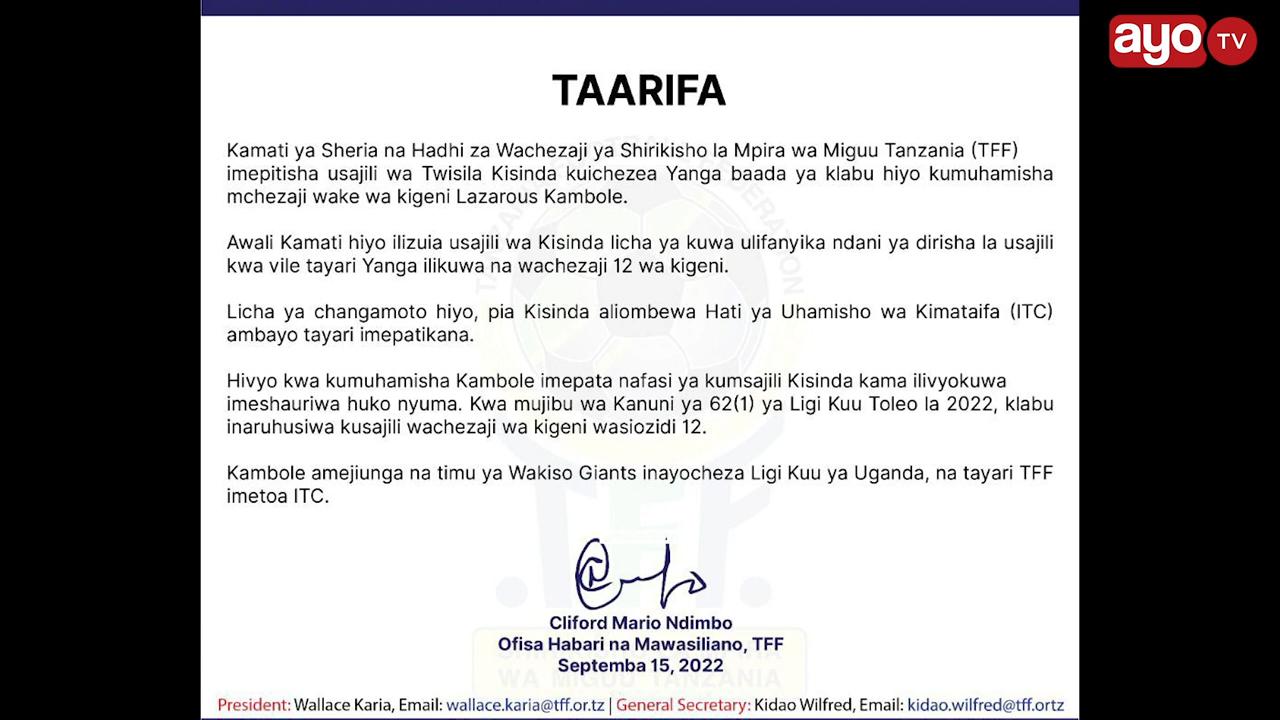 ayo TV
TAARIFA
Kamati ya Sheria na Hadhi za Wachezaji ya Shirikisho la Mpira wa Miguu Tanzania (TFF)
imepitisha usajili wa Twisila Kisinda kuichezea Yanga baada ya klabu hiyo kumuhamisha
mchezaji wake wa kigeni Lazarous Kambole.
Awali Kamati hiyo ilizuia usajili wa Kisinda licha ya kuwa ulifanyika ndani ya dirisha la usajili
kwa vile tayari Yanga ilikuwa na wachezaji 12 wa kigeni.
Licha ya changamoto hiyo, pia Kisinda aliombewa Hati ya Uhamisho wa Kimataifa (ITC)
ambayo tayari imepatikana.
Hivyo kwa kumuhamisha Kambole imepata nafasi ya kumsajili Kisinda kama ilivyokuwa
imeshauriwa huko nyuma. Kwa mujibu wa Kanuni ya 62(1) ya Ligi Kuu Toleo la 2022, klabu
inaruhusiwa kusajili wachezaji wa kigeni wasiozidi 12.
Kambole amejiunga na timu ya Wakiso Giants inayocheza Ligi Kuu ya Uganda, na tayari TFF
imetoa ITC.
Cliford Mario Ndimbo
Ofisa Habari na Mawasiliano, TFF
Septemba 15, 2022
WA MIGUU TANZANIA
President: Wallace Karia, Email: wallace.karia@tff.or.tz | General Secretary: Kidao Wilfred, Email: kidao.wilfred@tff.ortz